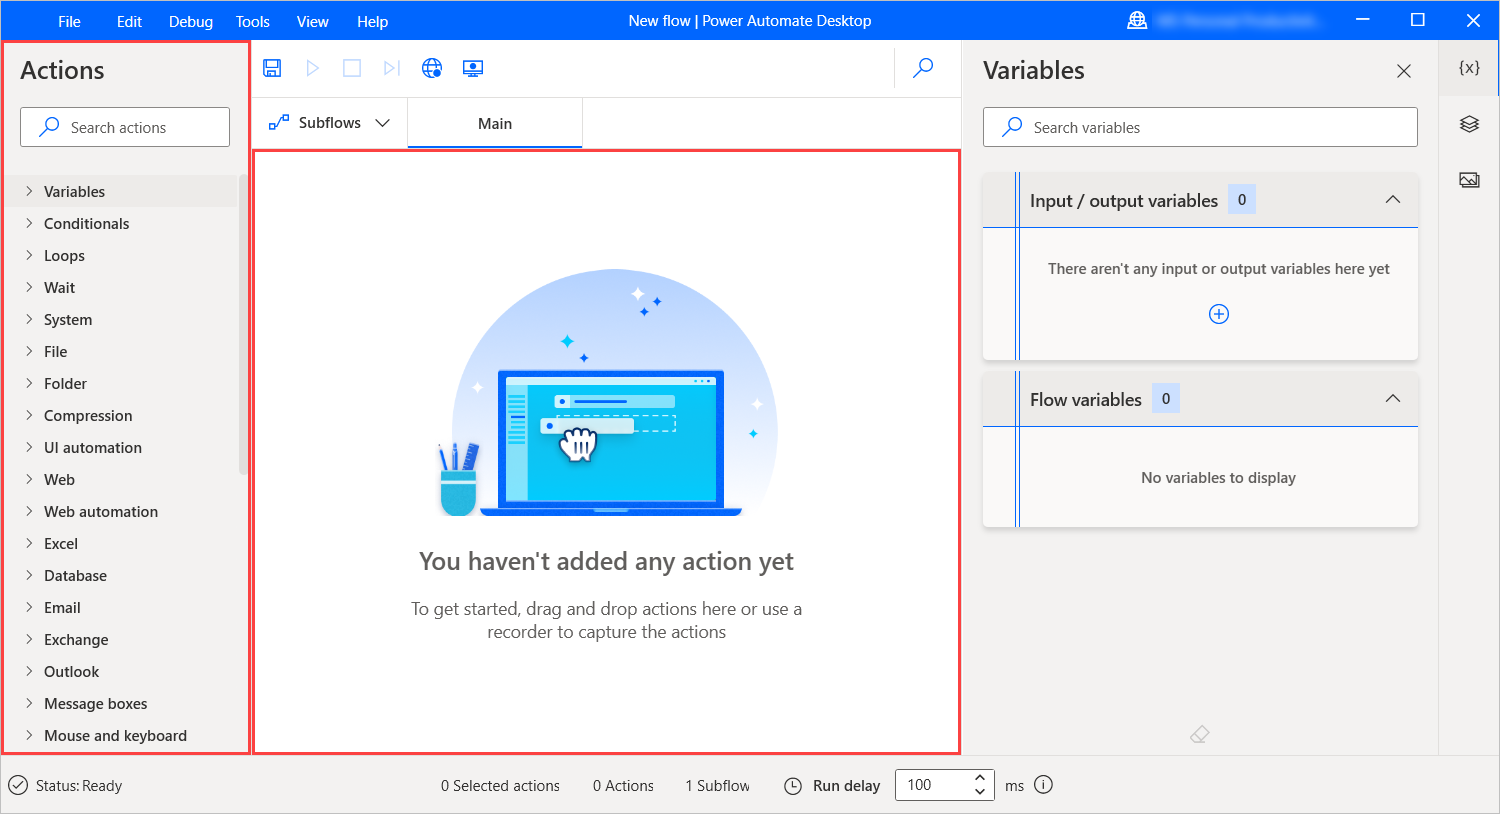 File Edit Debug Tools View Help
New flow | Power Automate Desktop
Actions
Search actions
Variables
Conditionals
Loops
Wait
System
File
Folder
Compression
UI automation
Web
Web automation
Excel
Database
Email
Exchange
Outlook
Message boxes
Mouse and keyboard
Subflows
Main
You haven't added any action yet
To get started, drag and drop actions here or use a
recorder to capture the actions
Variables
{x}
Search variables
Input / output variables 0
There aren't any input or output variables here yet
Flow variables 0
No variables to display
Status: Ready
0 Selected actions
0 Actions
1 Subflow
Run delay
100
ms